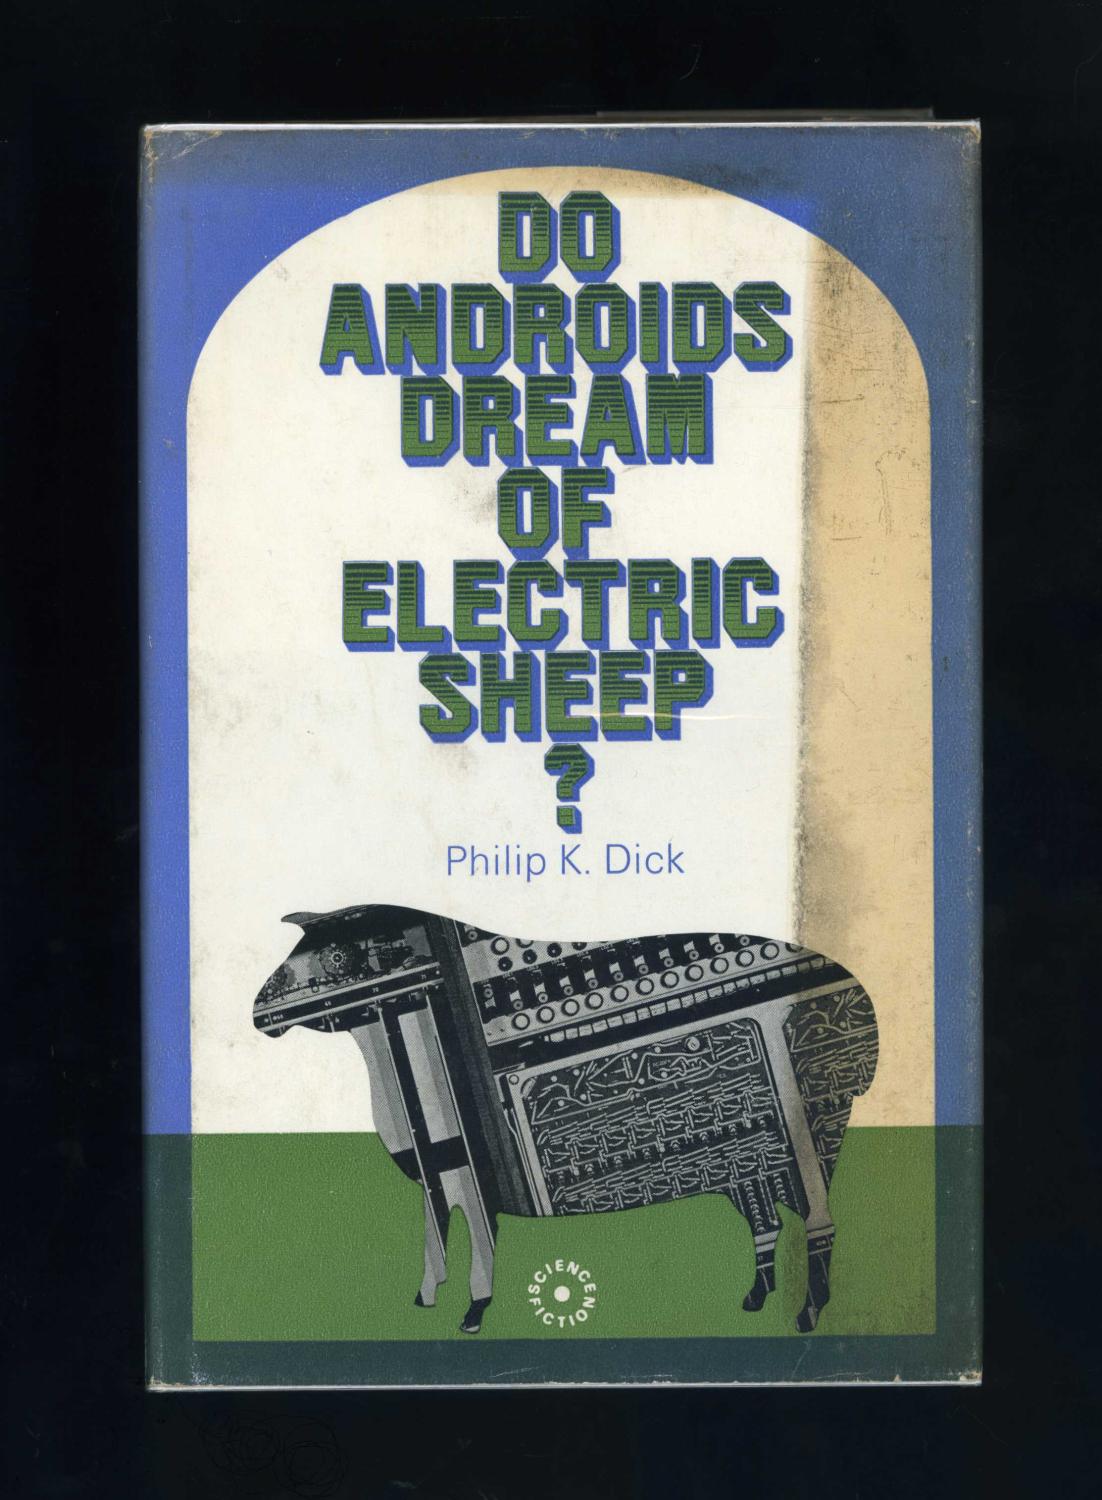 DO
ANDROIDS
DREAM
OF
ELECTRIC
SHEEP
?
Philip K. Dick
SCIENCE
FICTION